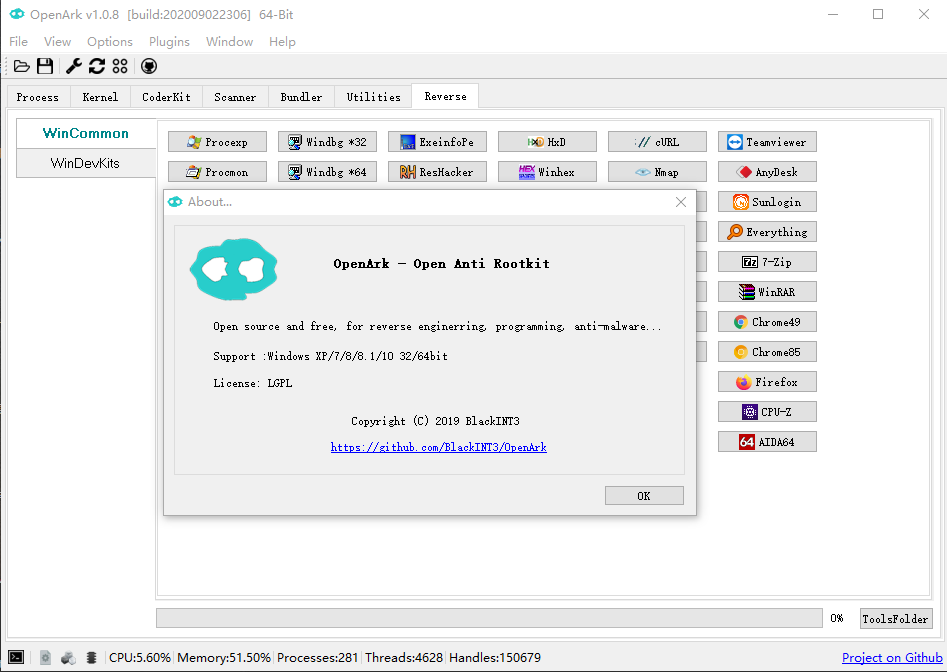 OpenArk v1.0.8 [build:202009022306] 64-Bit
File View Options Plugins Window Help
Process Kernel CoderKit Scanner Bundler Utilities Reverse
WinCommon
WinDevKits
Procexp Windbg *32 ExeinfoPe HxD cURL Teamviewer
Procmon Windbg *64 ResHacker Winhex Nmap AnyDesk
Sunlogin
Everything
7-Zip
WinRAR
Chrome49
Chrome85
Firefox
CPU-Z
AIDA64
About...
OpenArk - Open Anti Rootkit
Open source and free, for reverse enginerring, programming, anti-malware...
Support :Windows XP/7/8/8.1/10 32/64bit
License: LGPL
Copyright (C) 2019 BlackINT3
https://github.com/BlackINT3/OpenArk
OK
0% ToolsFolder
CPU:5.60% Memory:51.50% Processes:281 Threads:4628 Handles:150679 Project on Github